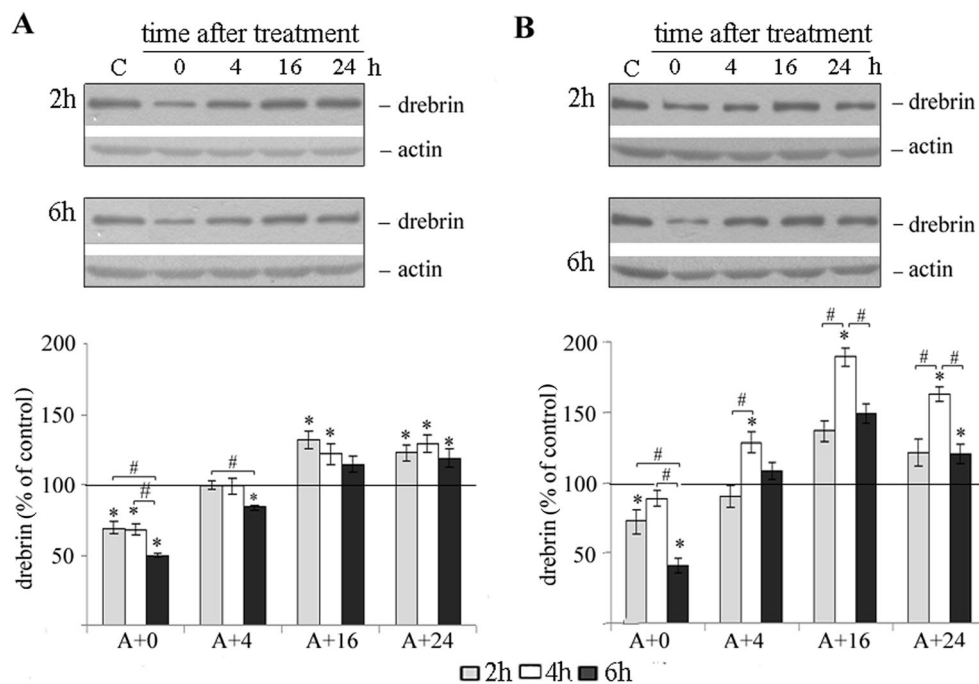 A
time after treatment
C 0 4 16 24 h
2h
– drebrin
– actin
6h
– drebrin
– actin
200
150
100
50
drebrin (% of control)
# # #
* * * * * * * * *
A+0 A+4 A+16 A+24
B
time after treatment
C 0 4 16 24 h
2h
– drebrin
– actin
– drebrin
6h
– actin
200
150
100
50
drebrin (% of control)
# # # # # # #
* * * * * *
A+0 A+4 A+16 A+24
2h 4h 6h